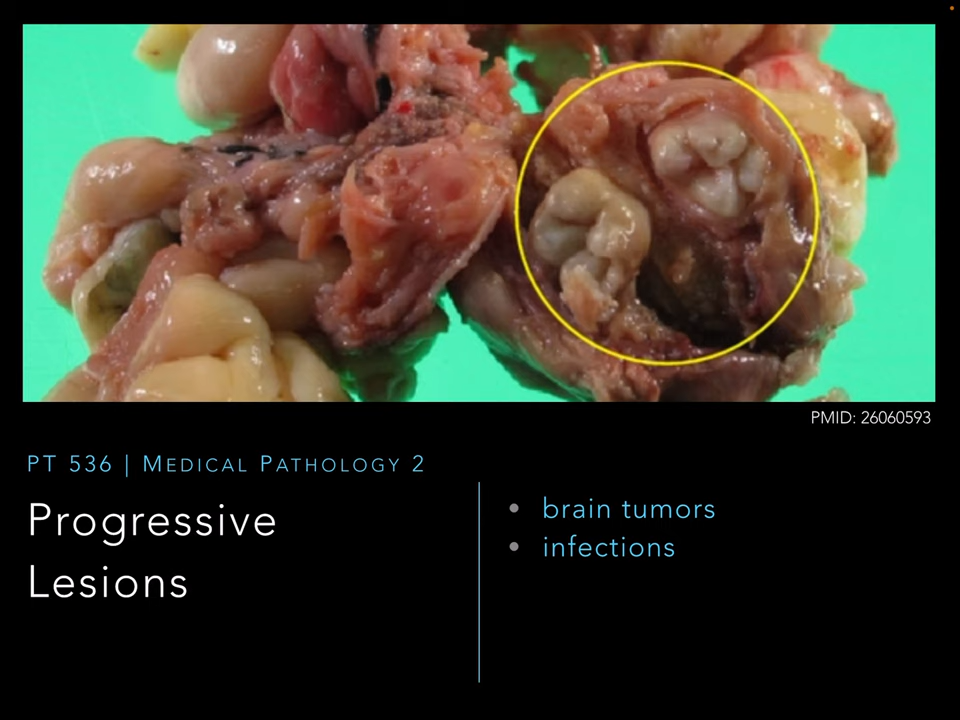 PMID: 26060593
PT 536 | MEDICAL PATHOLOGY 2
Progressive
Lesions
• brain tumors
• infections